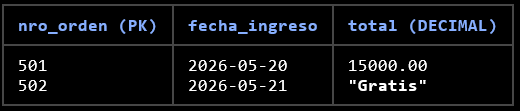 nro_orden (PK) fecha_ingreso total (DECIMAL)
501 2026-05-20 15000.00
502 2026-05-21 "Gratis"